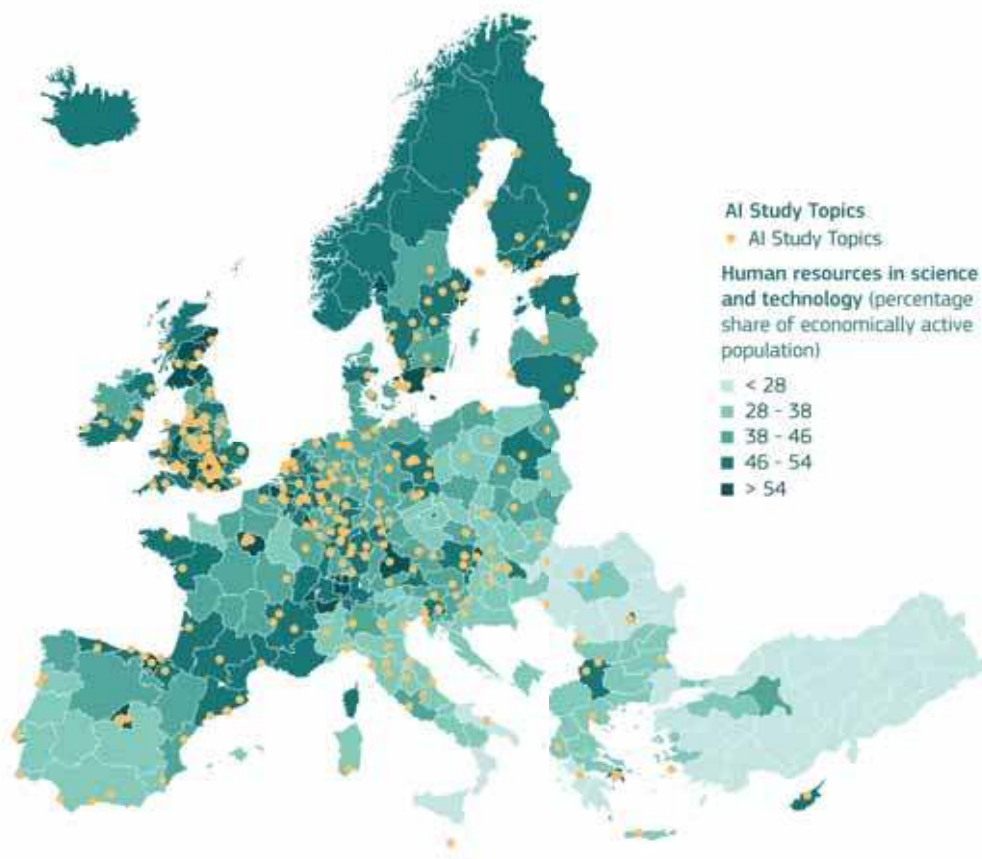 AI Study Topics
AI Study Topics
Human resources in science
and technology (percentage
share of economically active
population)
< 28
28 - 38
38 - 46
46 - 54
> 54